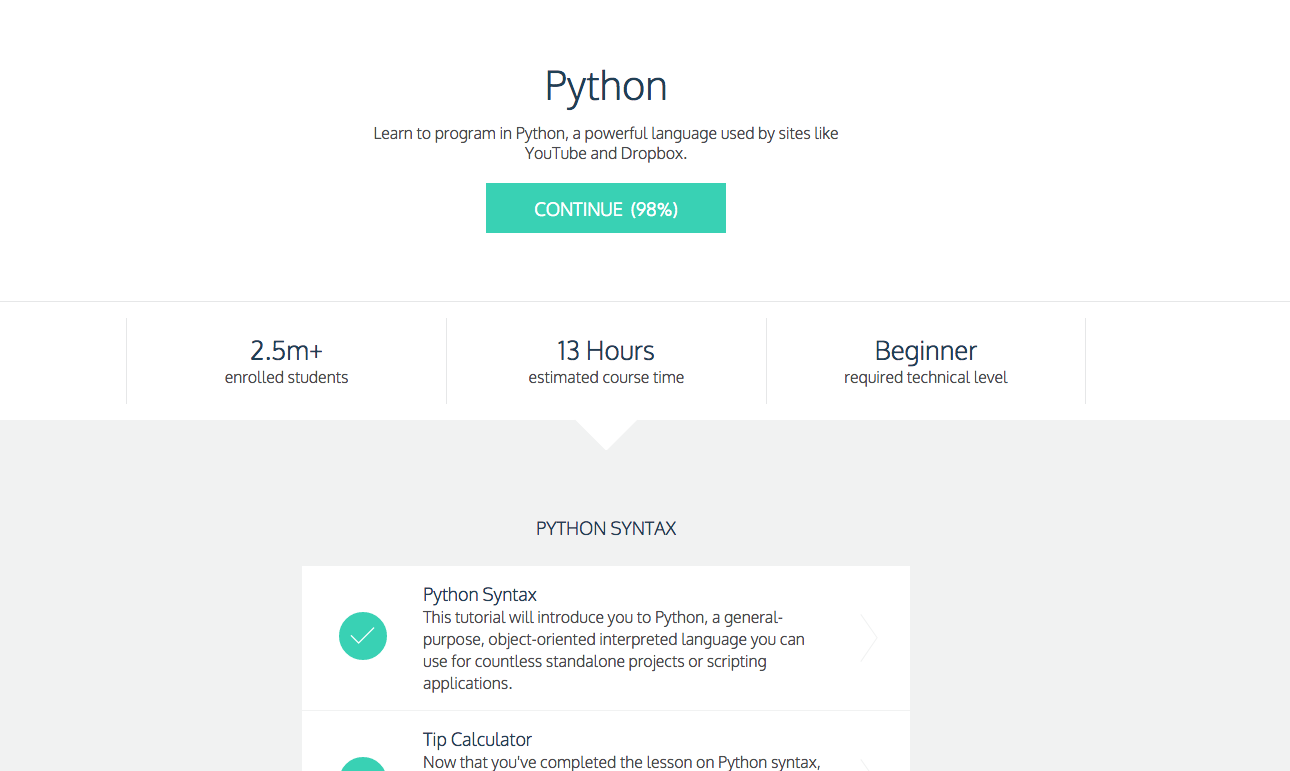 Python
Learn to program in Python, a powerful language used by sites like
YouTube and Dropbox.
CONTINUE (98%)
2.5m+
enrolled students
13 Hours
estimated course time
Beginner
required technical level
PYTHON SYNTAX
Python Syntax
This tutorial will introduce you to Python, a general-
purpose, object-oriented interpreted language you can
use for countless standalone projects or scripting
applications.
Tip Calculator
Now that you've completed the lesson on Python syntax,